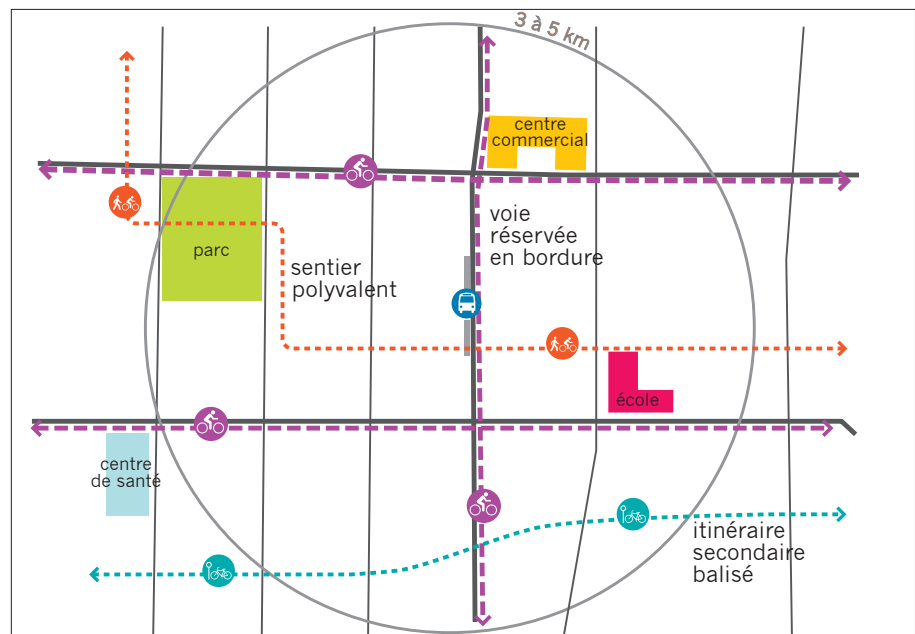 3 à 5 km
centre
commercial
voie
réservée
en bordure
parc
sentier
polyvalent
école
centre
de santé
itinéraire
secondaire
balisé